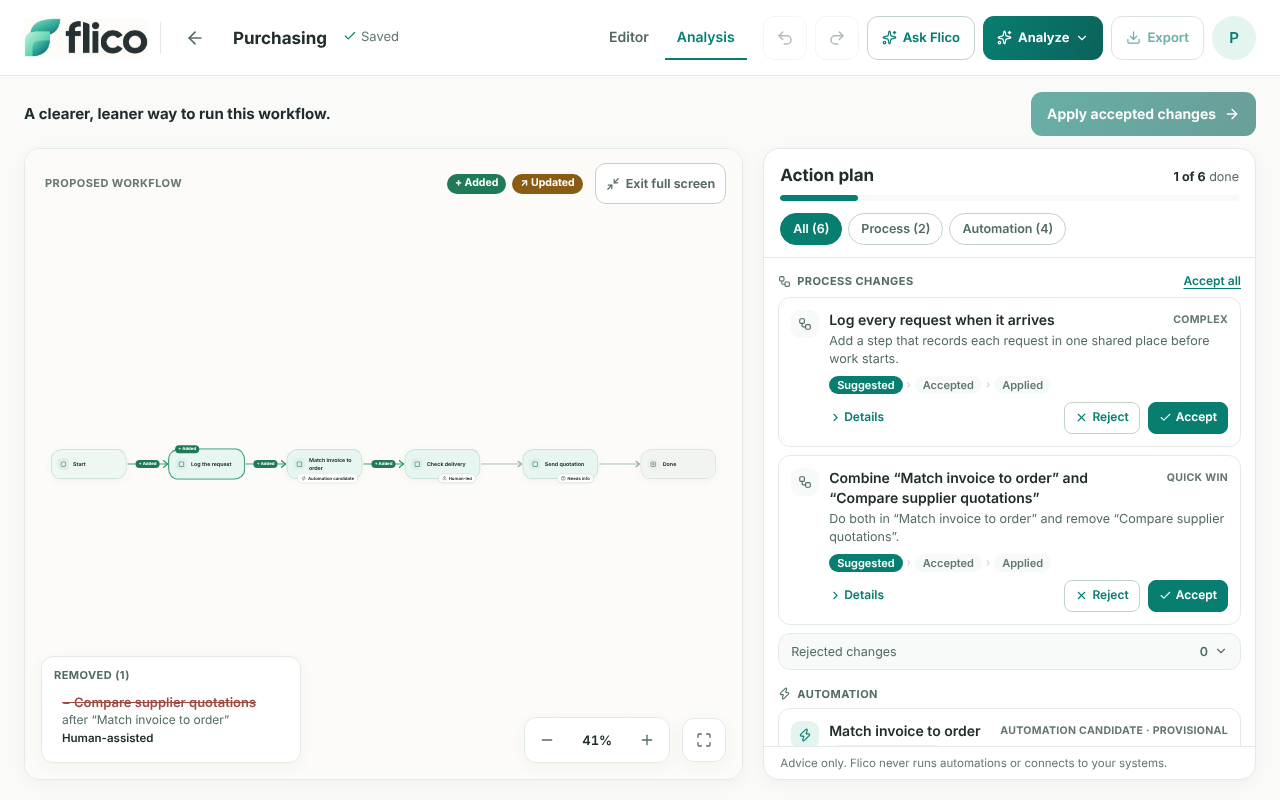 flico
Purchasing
Saved
Editor
Analysis
Ask Flico
Analyze
Export
P
A clearer, leaner way to run this workflow.
Apply accepted changes
PROPOSED WORKFLOW
+ Added
Updated
Exit full screen
Start
+ Added
+ Added
Log the request
+ Added
Match invoice to
order
Automation candidate
+ Added
Check delivery
Human-led
Send quotation
Needs info
Done
REMOVED (1)
– Compare supplier quotations
after “Match invoice to order”
Human-assisted
41%
Action plan
1 of 6 done
All (6)
Process (2)
Automation (4)
PROCESS CHANGES
Accept all
Log every request when it arrives
COMPLEX
Add a step that records each request in one shared place before
work starts.
Suggested
Accepted
Applied
Details
Reject
Accept
Combine “Match invoice to order” and
“Compare supplier quotations”
QUICK WIN
Do both in “Match invoice to order” and remove “Compare supplier
quotations”.
Suggested
Accepted
Applied
Details
Reject
Accept
Rejected changes
0
AUTOMATION
Match invoice to order
AUTOMATION CANDIDATE · PROVISIONAL
Advice only. Flico never runs automations or connects to your systems.